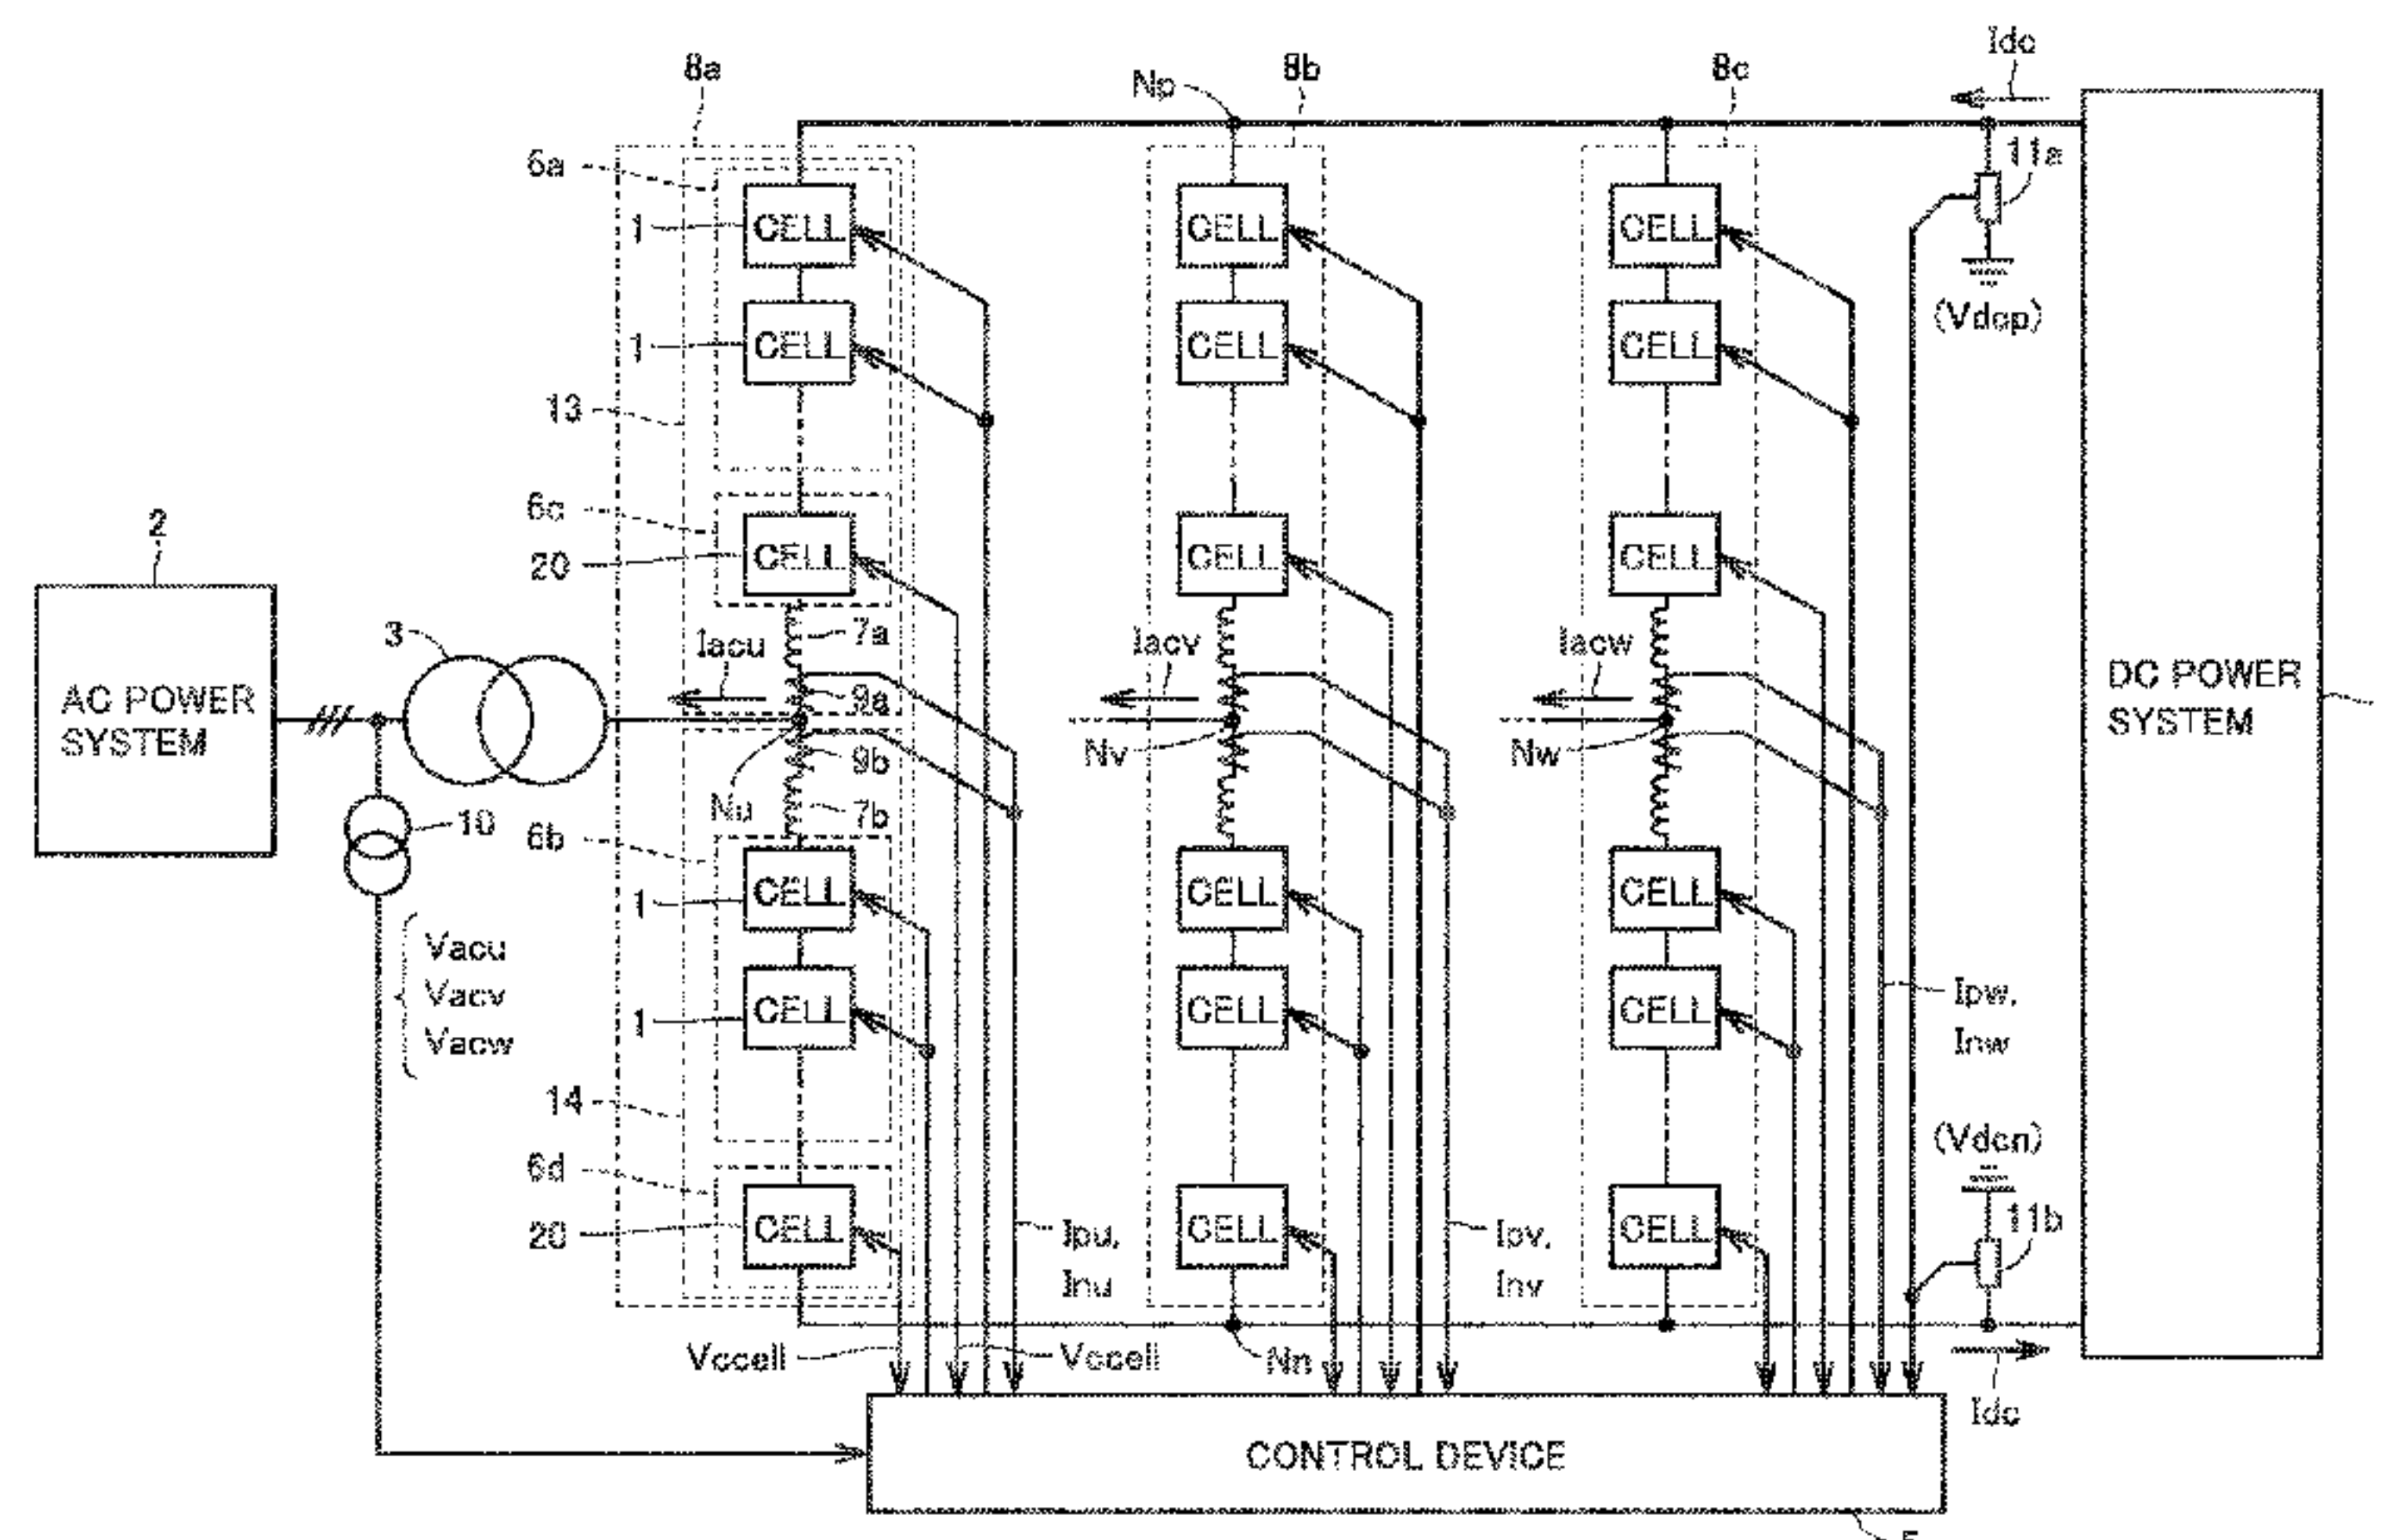 Idc
8a
Np
8b
8c
6a
11a
1
CELL
CELL
CELL
(Vdcp)
1
CELL
CELL
CELL
13
6c
2
20
CELL
CELL
CELL
3
7a
Iacu
Iacv
Iacw
AC POWER
SYSTEM
DC POWER
SYSTEM
9a
Nu
9b
Nv
Nw
7b
10
6b
1
CELL
CELL
CELL
Vacu
Vacv
Vacw
1
CELL
CELL
CELL
Ipw,
Inw
14
(Vdcn)
6d
20
CELL
CELL
CELL
11b
Ipu,
Inu
Ipv,
Inv
Vccell
Vccell
Nn
Idc
CONTROL DEVICE